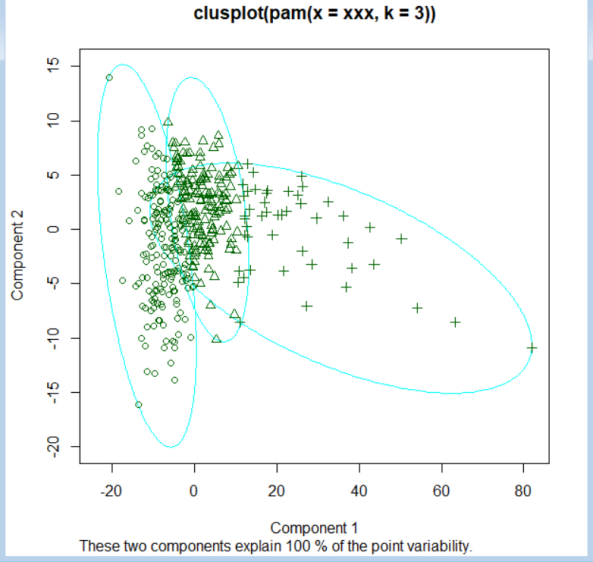 clusplot(pam(x = xxx, k = 3))
15
10
5
0
-5
-10
-15
-20
Component 2
-20 0 20 40 60 80
Component 1
These two components explain 100 % of the point variability.